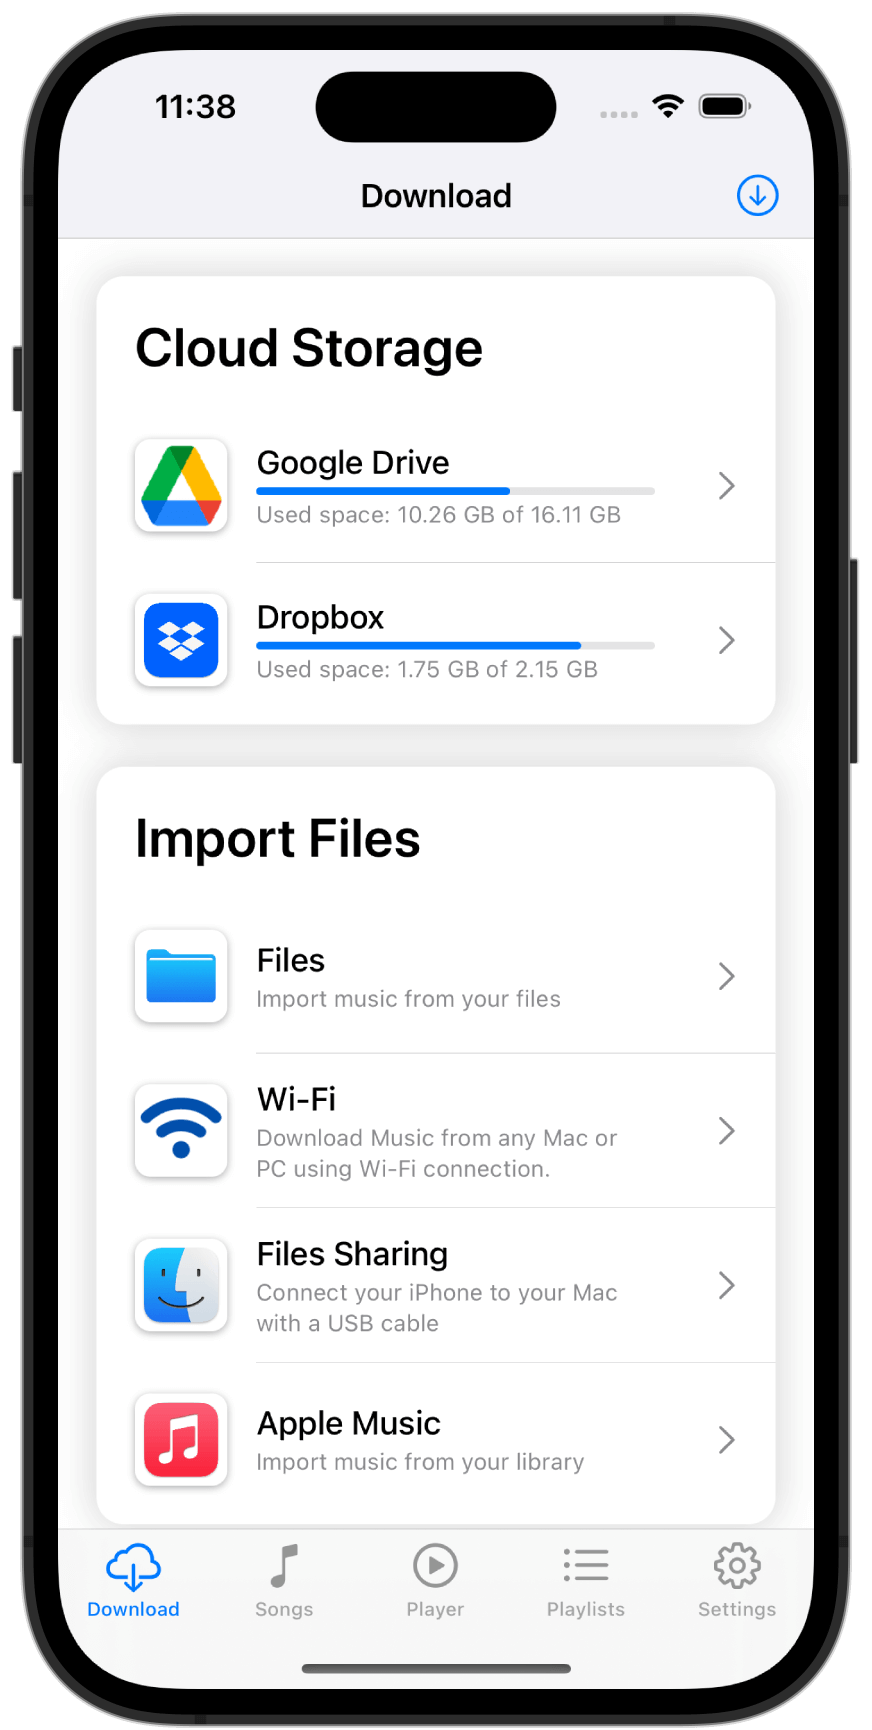 11:38
Download
Cloud Storage
Google Drive
Used space: 10.26 GB of 16.11 GB
Dropbox
Used space: 1.75 GB of 2.15 GB
Import Files
Files
Import music from your files
Wi-Fi
Download Music from any Mac or
PC using Wi-Fi connection.
Files Sharing
Connect your iPhone to your Mac
with a USB cable
Apple Music
Import music from your library
Download
Songs
Player
Playlists
Settings